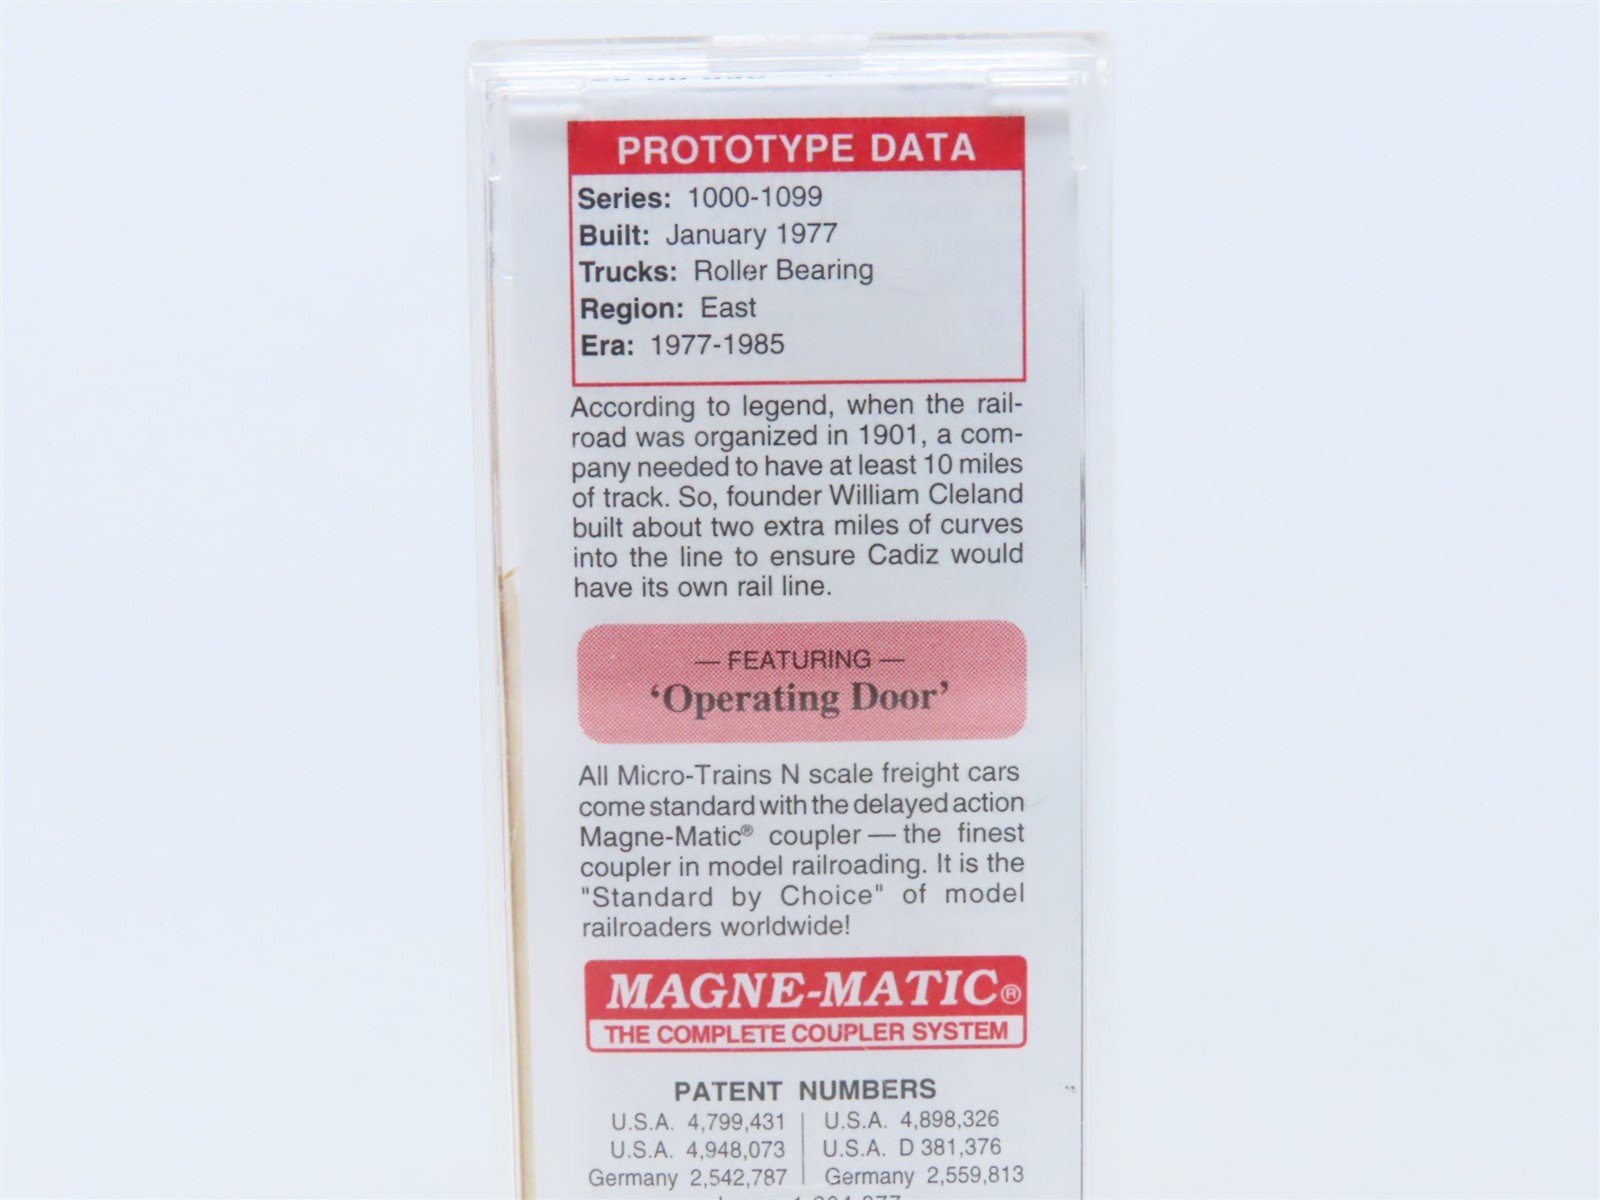 PROTOTYPE DATA
Series: 1000-1099
Built: January 1977
Trucks: Roller Bearing
Region: East
Era: 1977-1985
According to legend, when the rail-
road was organized in 1901, a com-
pany needed to have at least 10 miles
of track. So, founder William Cleland
built about two extra miles of curves
into the line to ensure Cadiz would
have its own rail line.
— FEATURING —
‘Operating Door’
All Micro-Trains N scale freight cars
come standard with the delayed action
Magne-Matic® coupler — the finest
coupler in model railroading. It is the
"Standard by Choice" of model
railroaders worldwide!
MAGNE-MATIC®
THE COMPLETE COUPLER SYSTEM
PATENT NUMBERS
U.S.A. 4,799,431 | U.S.A. 4,898,326
U.S.A. 4,948,073 | U.S.A. D 381,376
Germany 2,542,787 | Germany 2,559,813